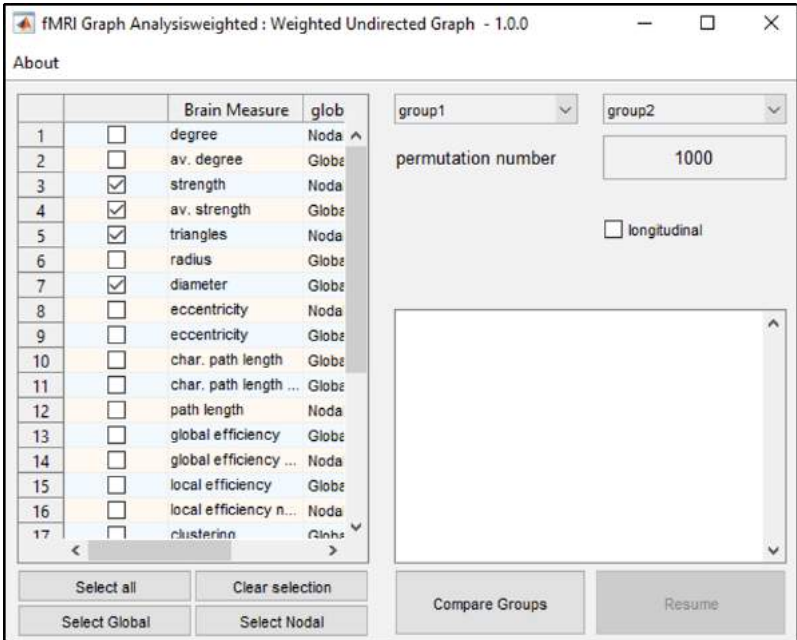 fMRI Graph Analysisweighted : Weighted Undirected Graph - 1.0.0
About
Brain Measure glob
1 degree Noda
2 av. degree Globa
3 strength Noda
4 av. strength Globa
5 triangles Noda
6 radius Globa
7 diameter Globa
8 eccentricity Noda
9 eccentricity Globa
10 char. path length Globa
11 char. path length ... Globa
12 path length Noda
13 global efficiency Globa
14 global efficiency ... Noda
15 local efficiency Globa
16 local efficiency n... Noda
17 clustering Globa
Select all Clear selection
Select Global Select Nodal
group1 group2
permutation number 1000
longitudinal
Compare Groups Resume